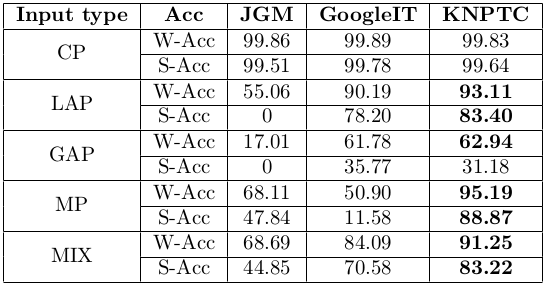 Input type Acc JGM GoogleIT KNPTC
CP W-Acc 99.86 99.89 99.83
S-Acc 99.51 99.78 99.64
LAP W-Acc 55.06 90.19 93.11
S-Acc 0 78.20 83.40
GAP W-Acc 17.01 61.78 62.94
S-Acc 0 35.77 31.18
MP W-Acc 68.11 50.90 95.19
S-Acc 47.84 11.58 88.87
MIX W-Acc 68.69 84.09 91.25
S-Acc 44.85 70.58 83.22